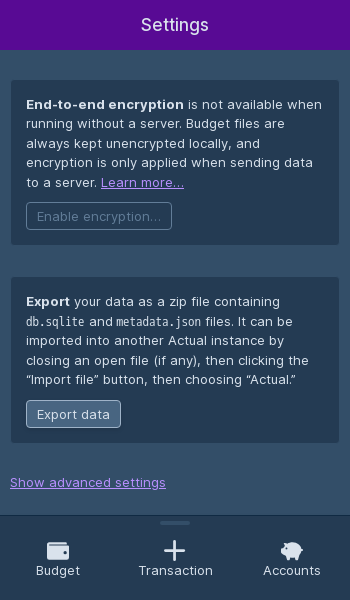 Settings
End-to-end encryption is not available when
running without a server. Budget files are
always kept unencrypted locally, and
encryption is only applied when sending data
to a server. Learn more…
Enable encryption…
Export your data as a zip file containing
db.sqlite and metadata.json files. It can be
imported into another Actual instance by
closing an open file (if any), then clicking the
“Import file” button, then choosing “Actual.”
Export data
Show advanced settings
Budget
Transaction
Accounts